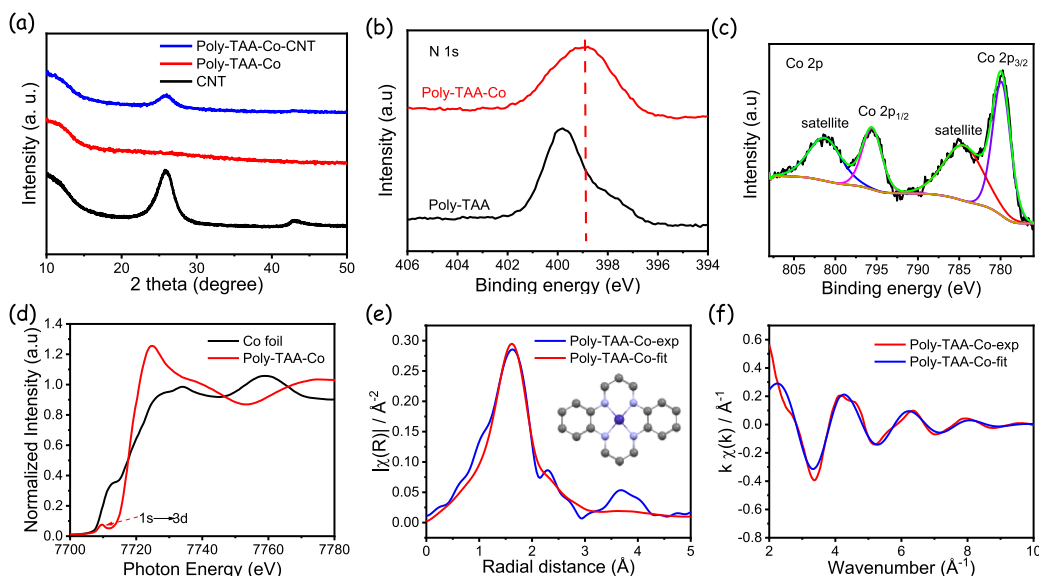 (a)
Poly-TAA-Co-CNT
Poly-TAA-Co
CNT
Intensity (a. u.)
10 20 30 40 50
2 theta (degree)
(b)
N 1s
Poly-TAA-Co
Poly-TAA
Intensity (a.u)
406 404 402 400 398 396 394
Binding energy (eV)
(c)
Co 2p
Co 2p3/2
Co 2p1/2
satellite
satellite
Intensity (a.u)
805 795 785 780
Binding energy (eV)
(d)
Co foil
Poly-TAA-Co
1s→3d
Normalized Intensity (a.u)
1.4
1.2
1.0
0.8
0.6
0.4
0.2
0.0
7700 7720 7740 7760 7780
Photon Energy (eV)
(e)
Poly-TAA-Co-exp
Poly-TAA-Co-fit
|χ(R)| / Å-2
0.30
0.20
0.15
0.10
0.05
0.00
0 1 2 3 4 5
Radial distance (Å)
(f)
Poly-TAA-Co-exp
Poly-TAA-Co-fit
k χ(k) / Å-1
0.6
0.4
0.2
0.0
-0.2
-0.4
-0.6
2 4 6 8 10
Wavenumber (Å-1)